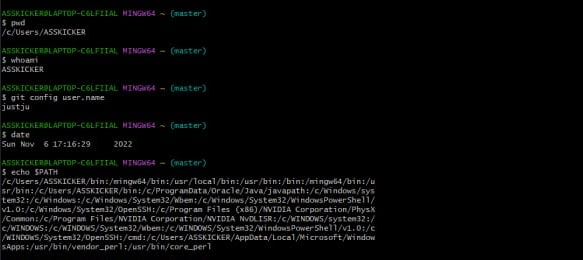 ASSKICKER@LAPTOP-C6LFIIAL MINGW64 ~ (master)
$ pwd
/c/Users/ASSKICKER
ASSKICKER@LAPTOP-C6LFIIAL MINGW64 ~ (master)
$ whoami
ASSKICKER
ASSKICKER@LAPTOP-C6LFIIAL MINGW64 ~ (master)
$ git config user.name
justju
ASSKICKER@LAPTOP-C6LFIIAL MINGW64 ~ (master)
$ date
Sun Nov  6 17:16:29     2022
ASSKICKER@LAPTOP-C6LFIIAL MINGW64 ~ (master)
$ echo $PATH
/c/Users/ASSKICKER/bin:/mingw64/bin:/usr/local/bin:/usr/bin:/bin:/mingw64/bin:/u
sr/bin:/c/Users/ASSKICKER/bin:/c/ProgramData/Oracle/Java/javapath:/c/Windows/sys
tem32:/c/Windows:/c/Windows/System32/Wbem:/c/Windows/System32/WindowsPowerShell/
v1.0:/c/Windows/System32/OpenSSH:/c/Program Files (x86)/NVIDIA Corporation/PhysX
/Common:/c/Program Files/NVIDIA Corporation/NVIDIA NvDLISR:/c/WINDOWS/system32:/
c/WINDOWS:/c/WINDOWS/System32/Wbem:/c/WINDOWS/System32/WindowsPowerShell/v1.0:/c
/WINDOWS/System32/OpenSSH:/cmd:/c/Users/ASSKICKER/AppData/Local/Microsoft/Window
sApps:/usr/bin/vendor_perl:/usr/bin/core_perl